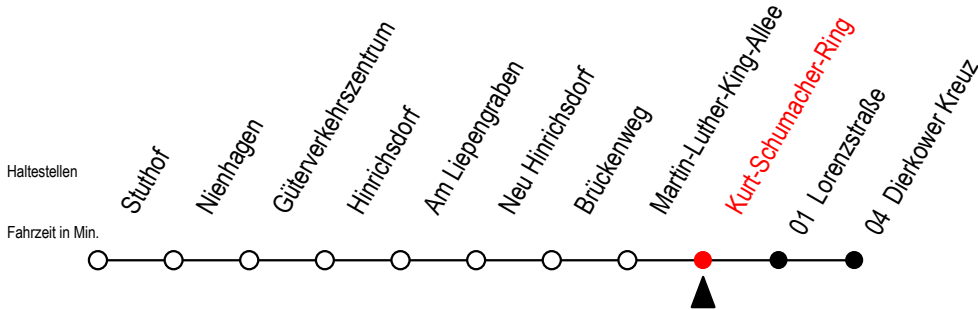 Haltestellen
Fahrzeit in Min.
Stuthof
Nienhagen
Güterverkehrszentrum
Hinrichsdorf
Am Liepengraben
Neu Hinrichsdorf
Brückenweg
Martin-Luther-King-Allee
Kurt-Schumacher-Ring
01 Lorenzstraße
04 Dierkower Kreuz